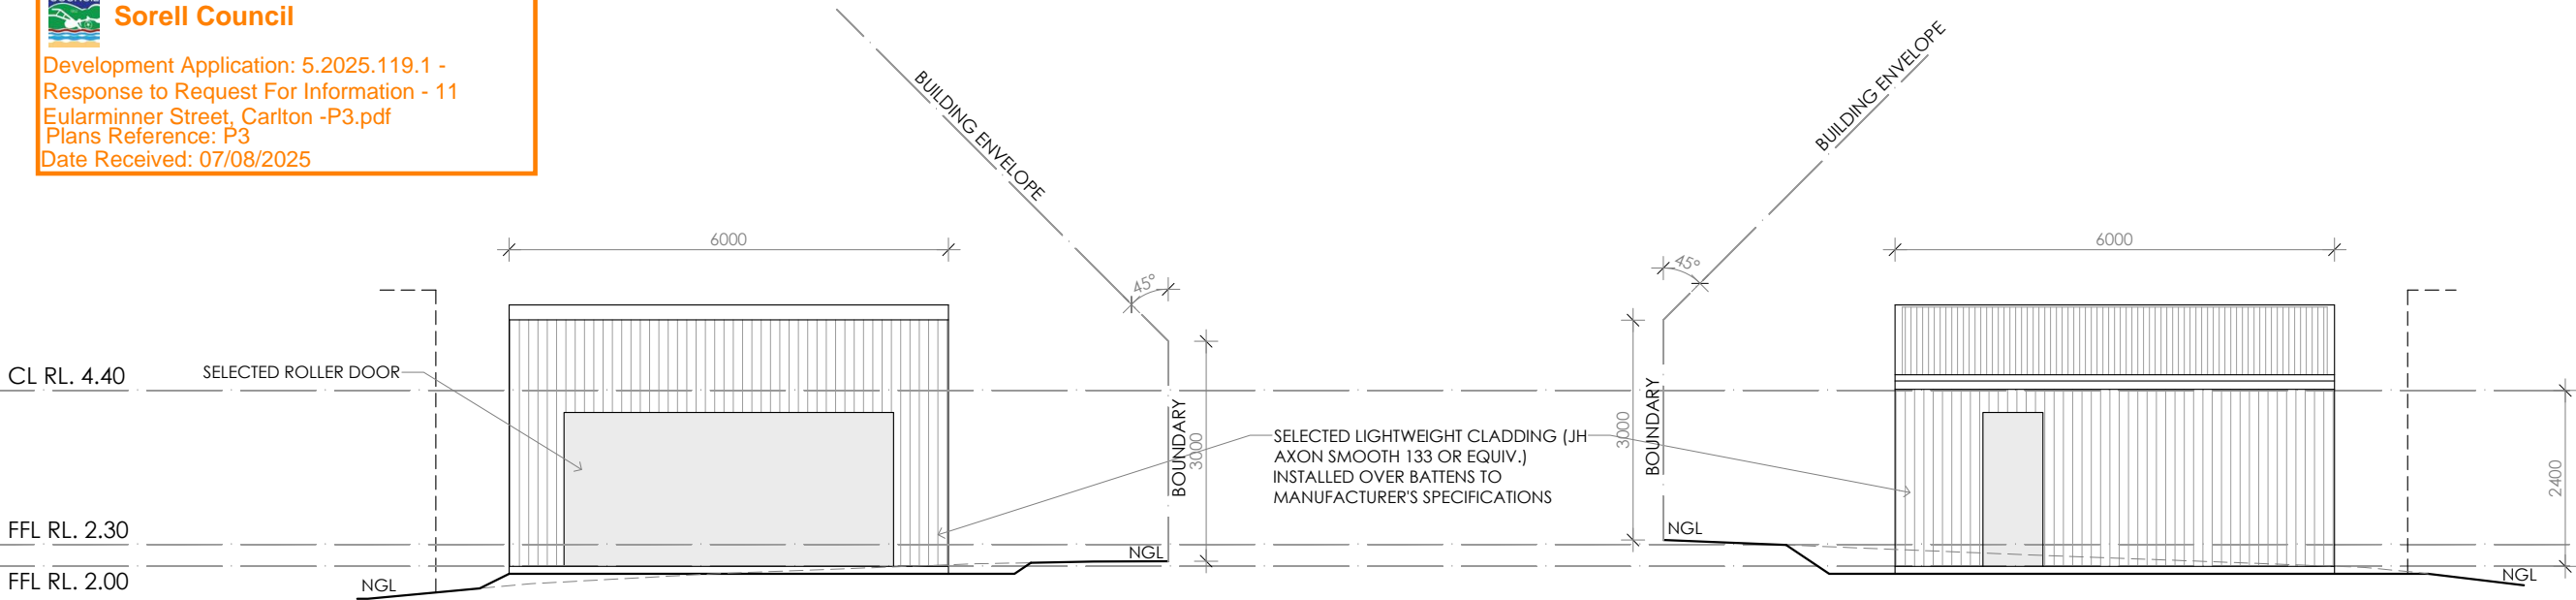 COUNCIL
Sorell Council
Development Application: 5.2025.119.1 -
Response to Request For Information - 11
Eularminner Street, Carlton -P3.pdf
Plans Reference: P3
Date Received: 07/08/2025
BUILDING ENVELOPE
BUILDING ENVELOPE
6000
6000
45°
45°
CL RL. 4.40
SELECTED ROLLER DOOR
BOUNDARY
3000
SELECTED LIGHTWEIGHT CLADDING (JH
AXON SMOOTH 133 OR EQUIV.)
INSTALLED OVER BATTENS TO
MANUFACTURER'S SPECIFICATIONS
3000
BOUNDARY
2400
FFL RL. 2.30
NGL
NGL
FFL RL. 2.00
NGL
NGL